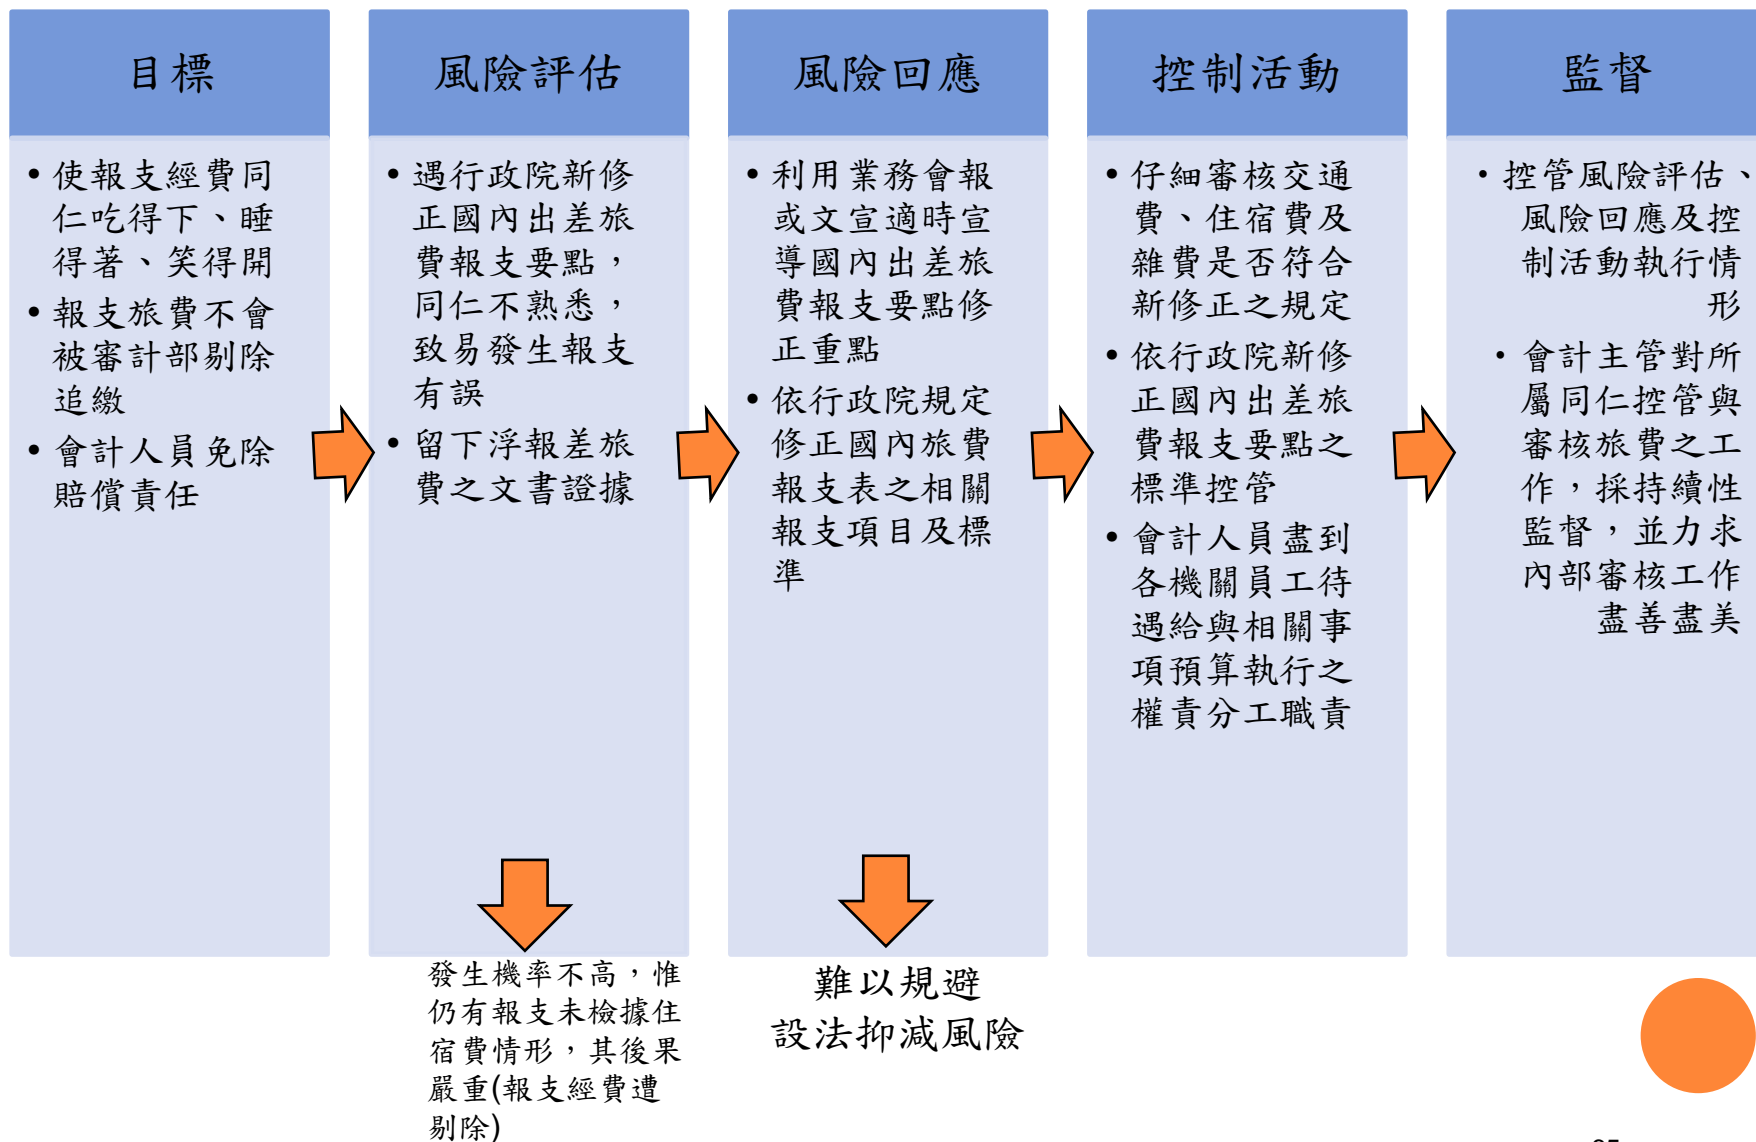 目標
• 使報支經費同
仁吃得下、睡
得著、笑得開
• 報支旅費不會
被審計部剔除
追繳
• 會計人員免除
賠償責任
風險評估
• 遇行政院新修
正國內出差旅
費報支要點，
同仁不熟悉，
致易發生報支
有誤
• 留下浮報差旅
費之文書證據
發生機率不高，惟
仍有報支未檢據住
宿費情形，其後果
嚴重(報支經費遭
剔除)
風險回應
• 利用業務會報
或文宣適時宣
導國內出差旅
費報支要點修
正重點
• 依行政院規定
修正國內旅費
報支表之相關
報支項目及標
準
難以規避
設法抑減風險
控制活動
• 仔細審核交通
費、住宿費及
雜費是否符合
新修正之規定
• 依行政院新修
正國內出差旅
費報支要點之
標準控管
• 會計人員盡到
各機關員工待
遇給與相關事
項預算執行之
權責分工職責
監督
• 控管風險評估、
風險回應及控
制活動執行情
形
• 會計主管對所
屬同仁控管與
審核旅費之工
作，採持續性
監督，並力求
內部審核工作
盡善盡美